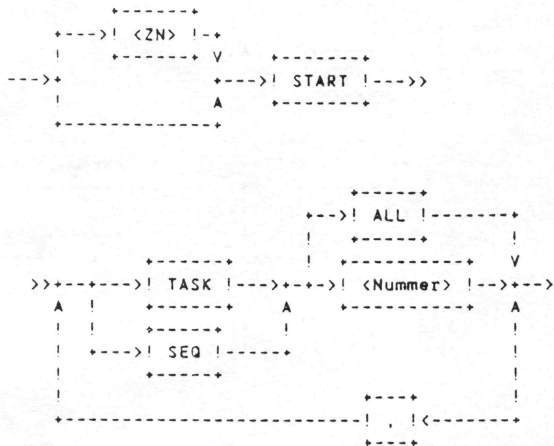 <ZN>
START
ALL
TASK
<Nummer>
SEQ
,